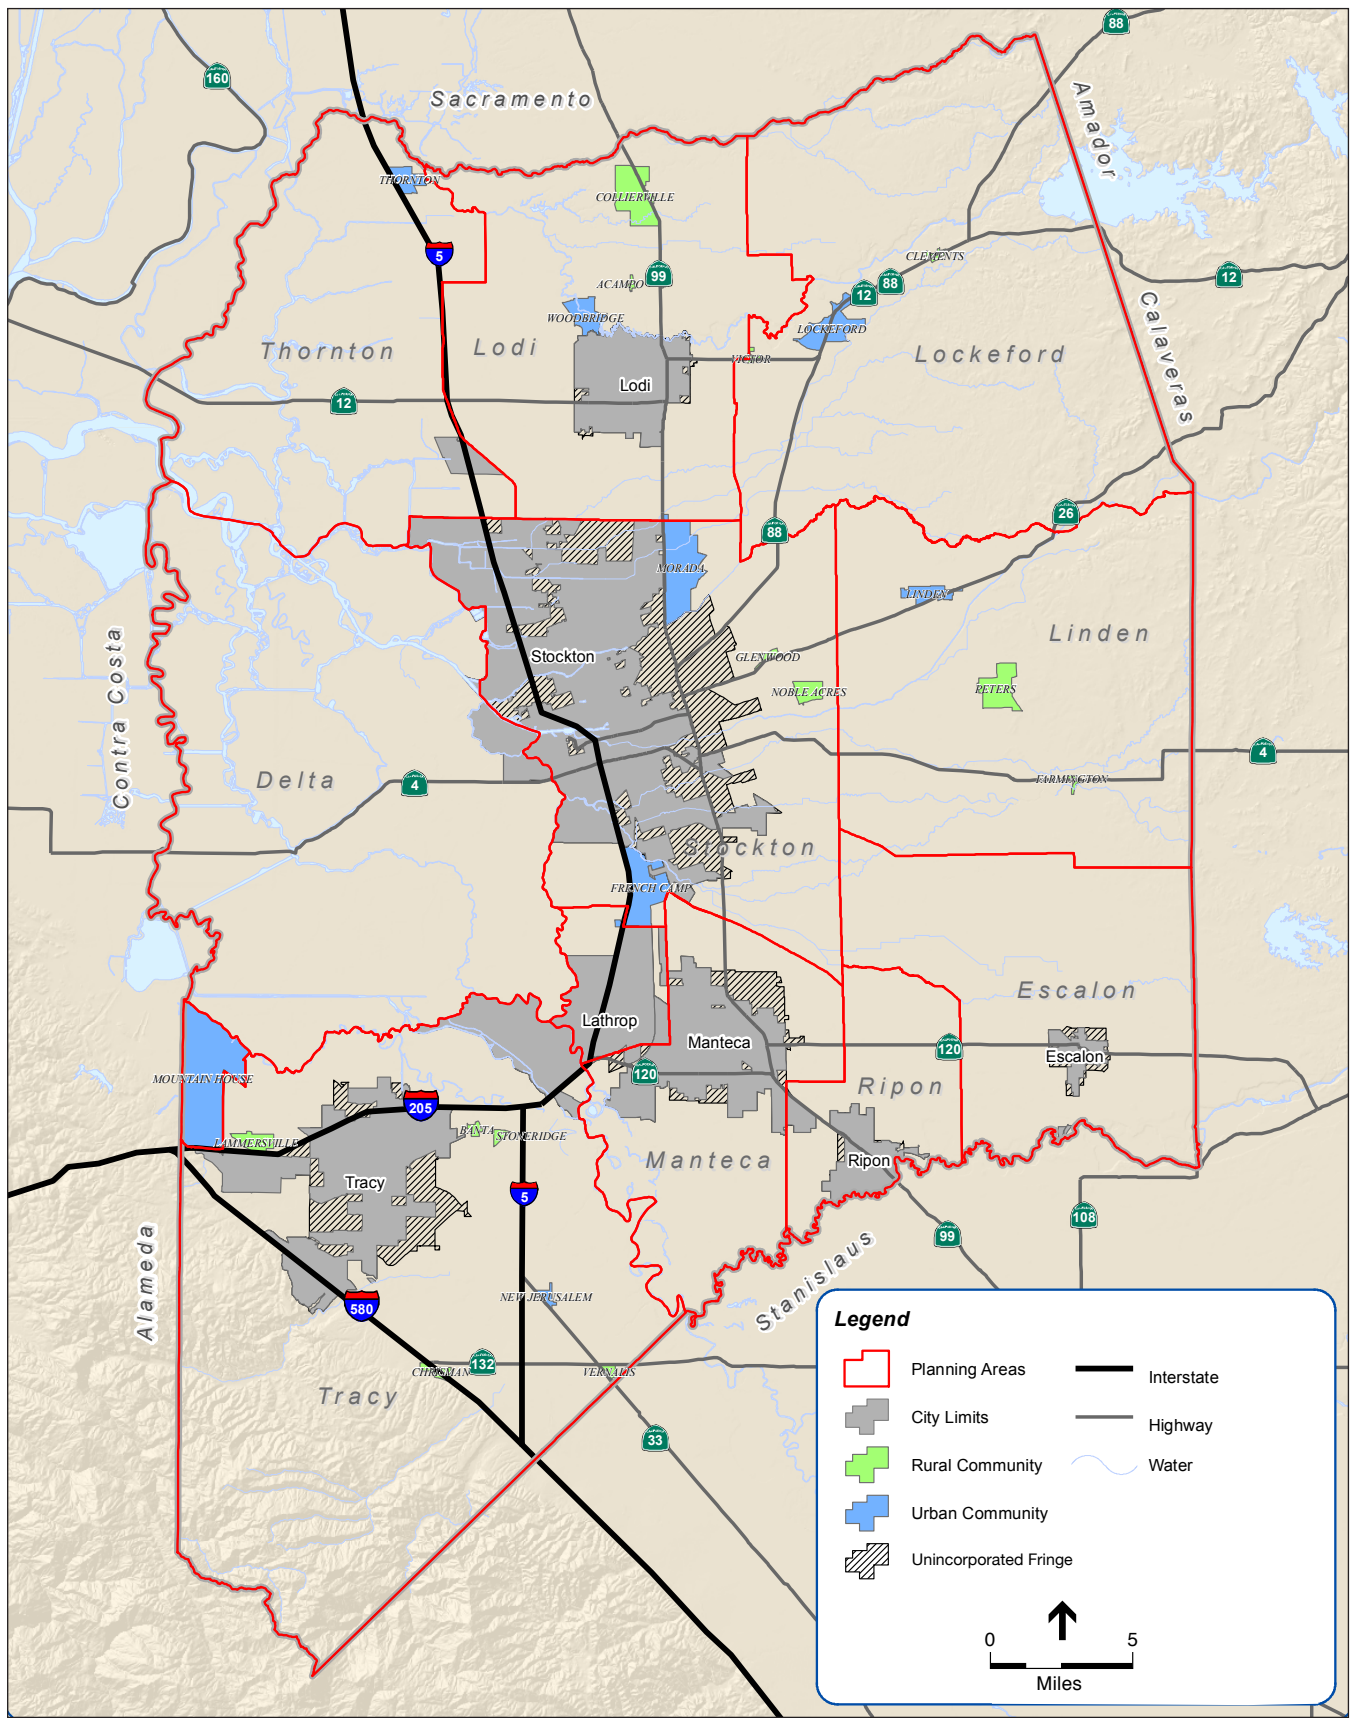 88
160
Sacramento
Amador
THORNTON
COLLIERVILLE
5
CLEMENTS
99
88
12
12
ACAMPO
WOODBRIDGE
LOCKEFORD
Calaveras
Thornton
Lodi
VICTOR
Lockeford
Lodi
12
26
88
MORADA
LINDEN
Linden
Stockton
GLENWOOD
NOBLE ACRES
PETERS
Contra Costa
Delta
4
4
FARMINGTON
Stockton
FRENCH CAMP
Escalon
Lathrop
Manteca
120
Escalon
MOUNTAIN HOUSE
120
Ripon
205
LAMMERSVILLE
BANTA
STONERIDGE
Manteca
Ripon
Tracy
5
108
99
Alameda
Stanislaus
NEW JERUSALEM
580
CHRISMAN
132
VERNALIS
Tracy
33
Legend
Planning Areas
Interstate
City Limits
Highway
Rural Community
Water
Urban Community
Unincorporated Fringe
0 5
Miles